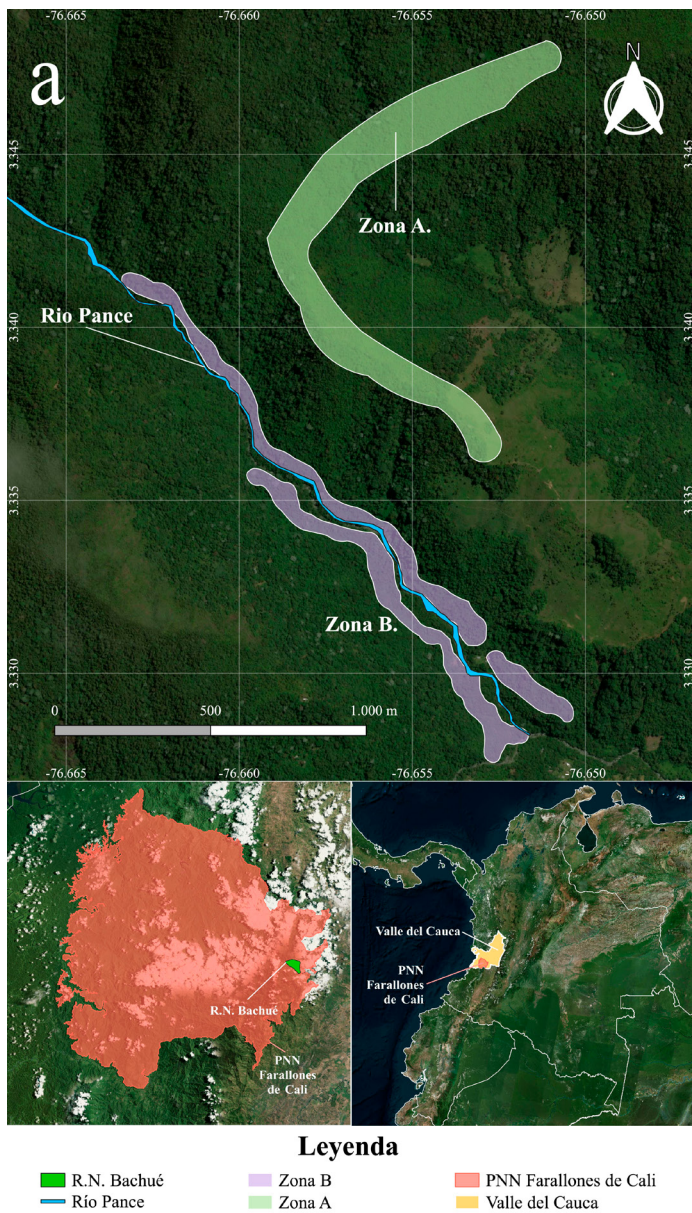 -76.665 -76.660 -76.655 -76.650
a
N
3.345
3.345
Zona A.
Rio Pance
3.340
3.340
3.335
3.335
Zona B.
3.330
3.330
0 500 1.000 m
-76.665 -76.660 -76.655 -76.650
R.N. Bachué
PNN
Farallones
de Cali
Valle del Cauca
PNN
Farallones
de Cali
Leyenda
R.N. Bachué
Zona B
PNN Farallones de Cali
Río Pance
Zona A
Valle del Cauca